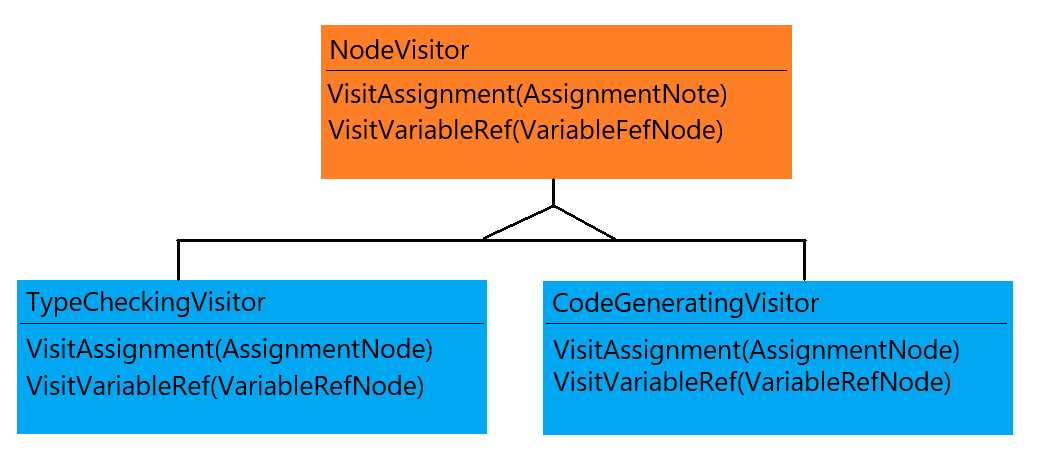 NodeVisitor
VisitAssignment(AssignmentNote)
VisitVariableRef(VariableFefNode)
TypeCheckingVisitor
VisitAssignment(AssignmentNode)
VisitVariableRef(VariableRefNode)
CodeGeneratingVisitor
VisitAssignment(AssignmentNode)
VisitVariableRef(VariableRefNode)